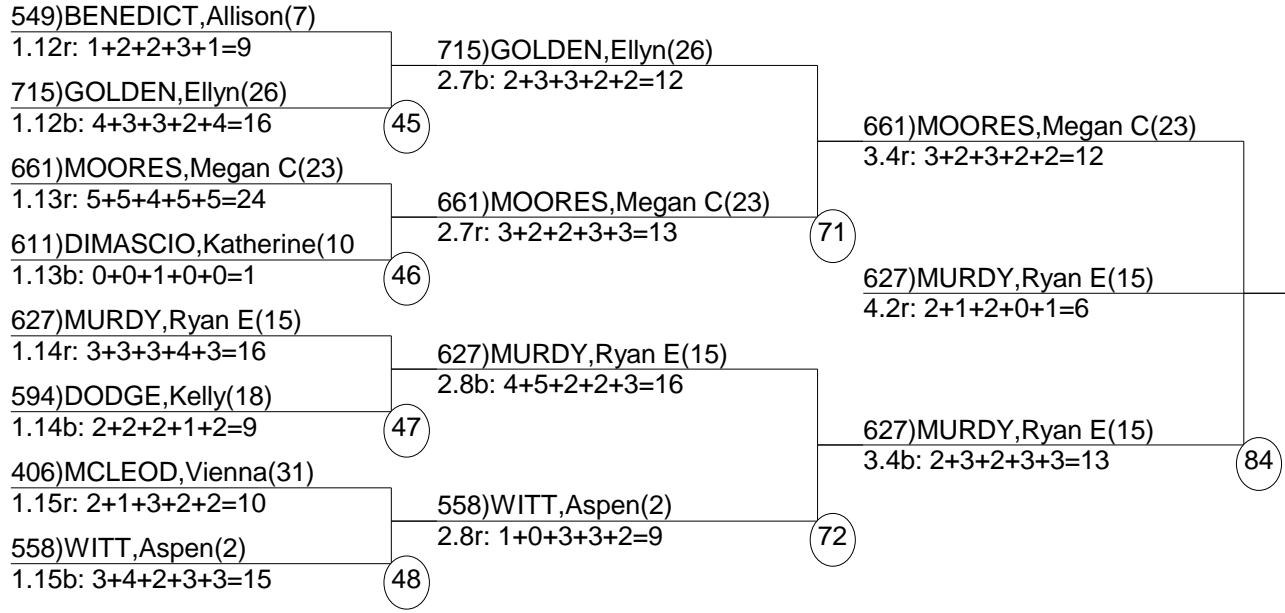 549)BENEDICT,Allison(7)
1.12r: 1+2+2+3+1=9
715)GOLDEN,Ellyn(26)
1.12b: 4+3+3+2+4=16
45
661)MOORES,Megan C(23)
1.13r: 5+5+4+5+5=24
611)DIMASCIO,Katherine(10
1.13b: 0+0+1+0+0=1
46
627)MURDY,Ryan E(15)
1.14r: 3+3+3+4+3=16
594)DODGE,Kelly(18)
1.14b: 2+2+2+1+2=9
47
406)MCLEOD,Vienna(31)
1.15r: 2+1+3+2+2=10
558)WITT,Aspen(2)
1.15b: 3+4+2+3+3=15
48
715)GOLDEN,Ellyn(26)
2.7b: 2+3+3+2+2=12
661)MOORES,Megan C(23)
2.7r: 3+2+2+3+3=13
71
627)MURDY,Ryan E(15)
2.8b: 4+5+2+2+3=16
558)WITT,Aspen(2)
2.8r: 1+0+3+3+2=9
72
661)MOORES,Megan C(23)
3.4r: 3+2+3+2+2=12
627)MURDY,Ryan E(15)
4.2r: 2+1+2+0+1=6
627)MURDY,Ryan E(15)
3.4b: 2+3+2+3+3=13
84